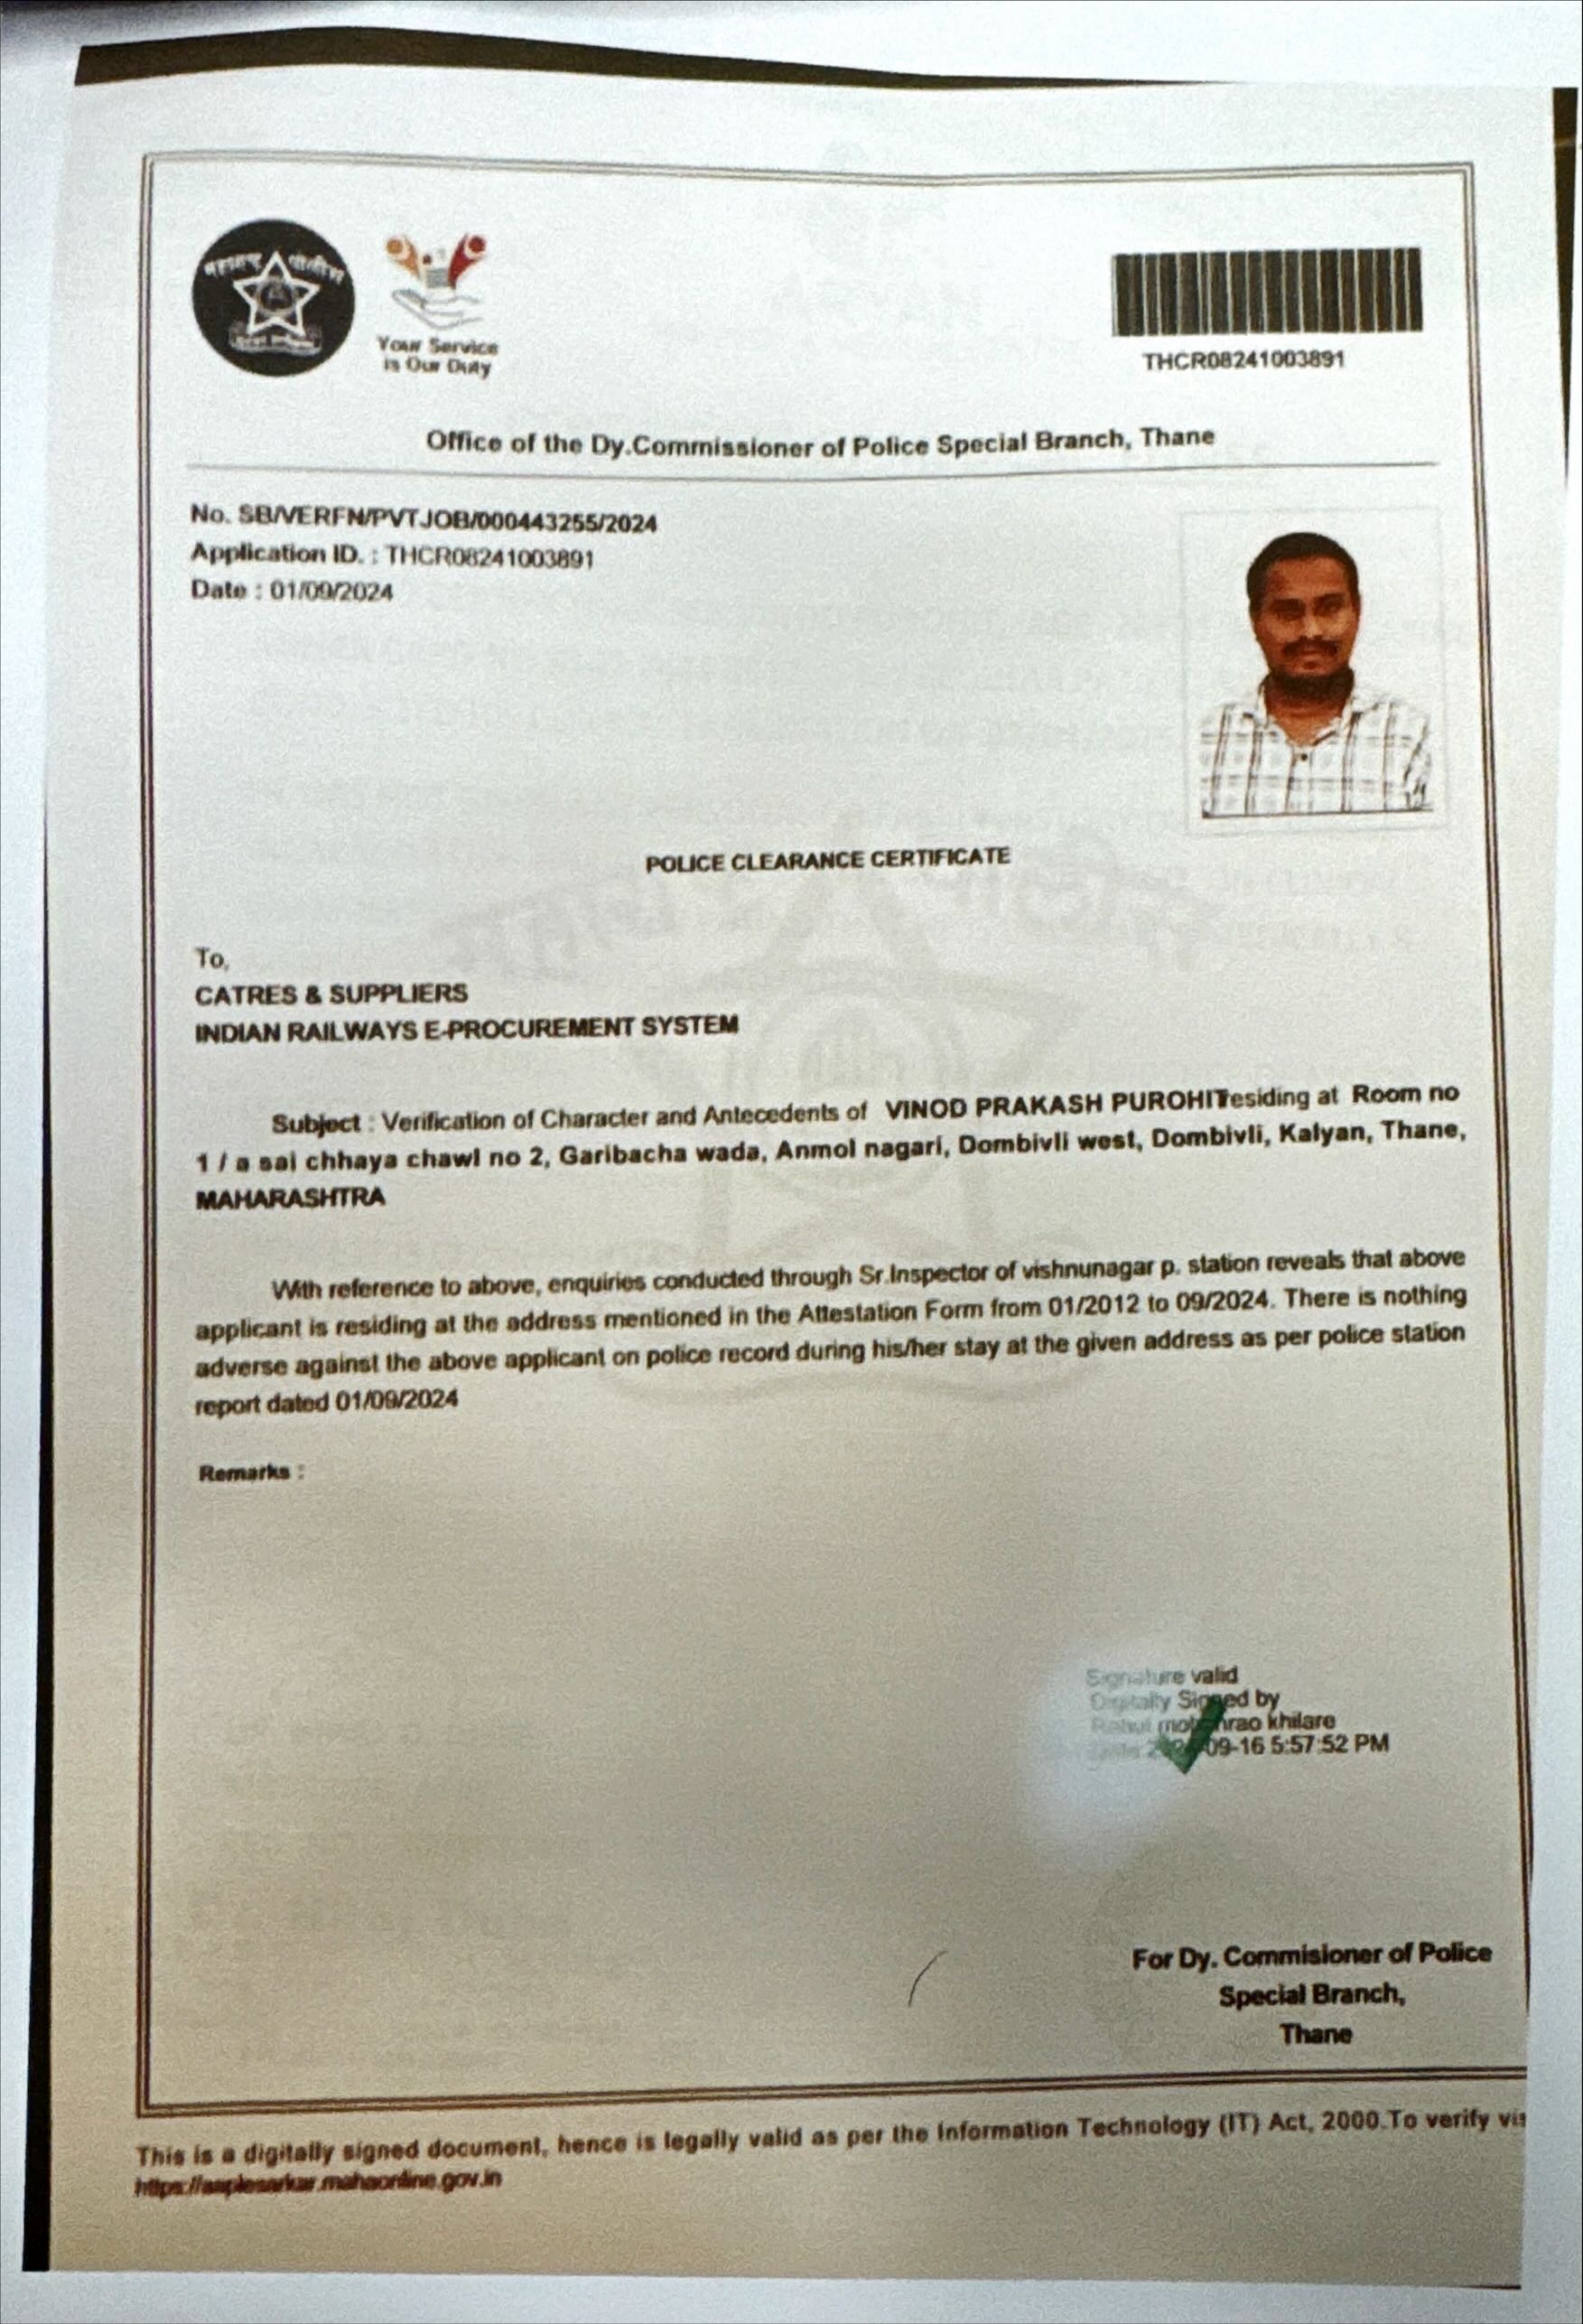 महाराष्ट्र पोलीस
Your Service
is Our Duty
THCR08241003891
Office of the Dy.Commissioner of Police Special Branch, Thane
No. SB/VERFN/PVTJOB/000443255/2024
Application ID. : THCR08241003891
Date : 01/09/2024
POLICE CLEARANCE CERTIFICATE
To,
CATRES & SUPPLIERS
INDIAN RAILWAYS E-PROCUREMENT SYSTEM
Subject : Verification of Character and Antecedents of VINOD PRAKASH PUROHITresiding at Room no
1 / a sai chhaya chawl no 2, Garibacha wada, Anmol nagari, Dombivli west, Dombivli, Kalyan, Thane,
MAHARASHTRA
With reference to above, enquiries conducted through Sr.Inspector of vishnunagar p. station reveals that above
applicant is residing at the address mentioned in the Attestation Form from 01/2012 to 09/2024. There is nothing
adverse against the above applicant on police record during his/her stay at the given address as per police station
report dated 01/09/2024
Remarks :
Signature valid
Digitally Signed by
Rahul mohanrao khilare
09-16 5:57:52 PM
For Dy. Commisioner of Police
Special Branch,
Thane
This is a digitally signed document, hence is legally valid as per the Information Technology (IT) Act, 2000.To verify vis
https://aaplesarkar.mahaonline.gov.in